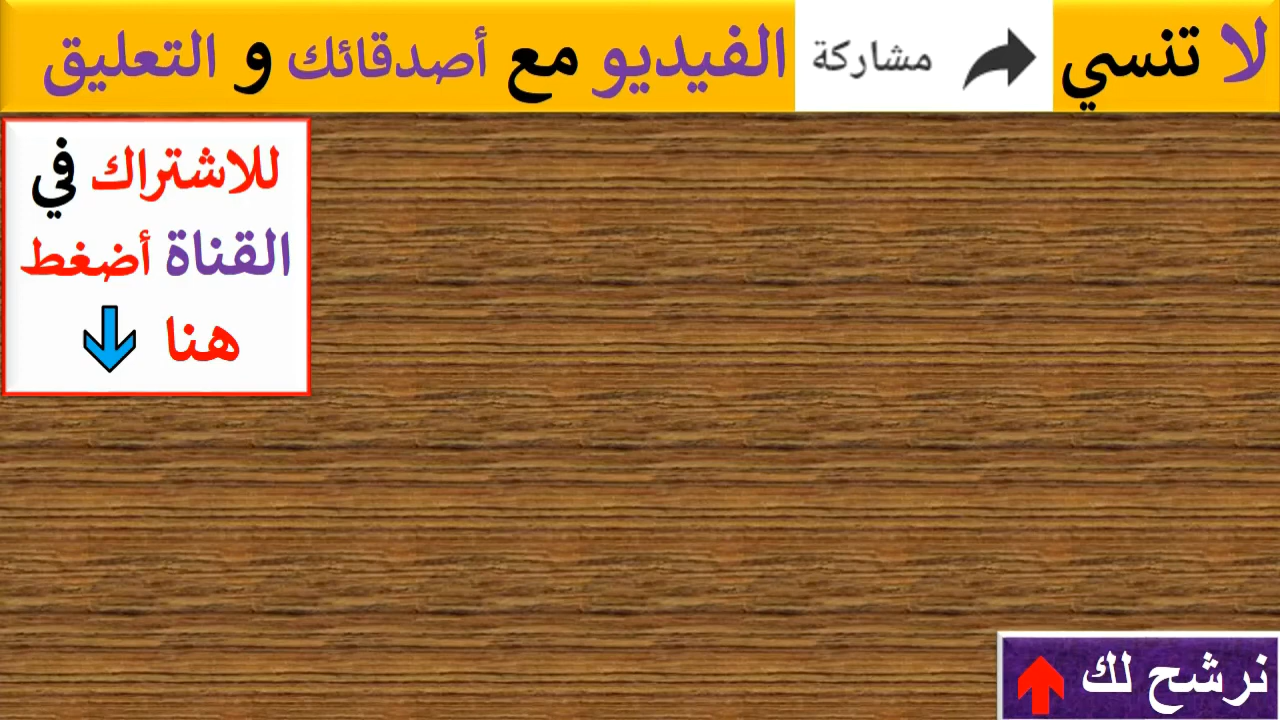 لا تنسي مشاركة الفيديو مع أصدقائك و التعليق
للاشتراك في
القناة أضغط
هنا
نرشح لك